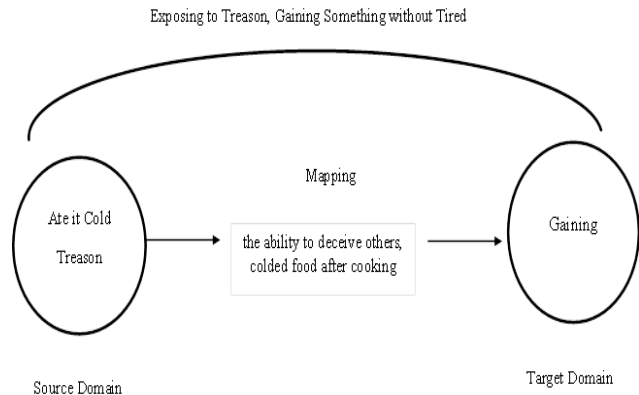 Exposing to Treason, Gaining Something without Tired
Mapping
Ate it Cold
Treason
the ability to deceive others,
colded food after cooking
Gaining
Source Domain
Target Domain